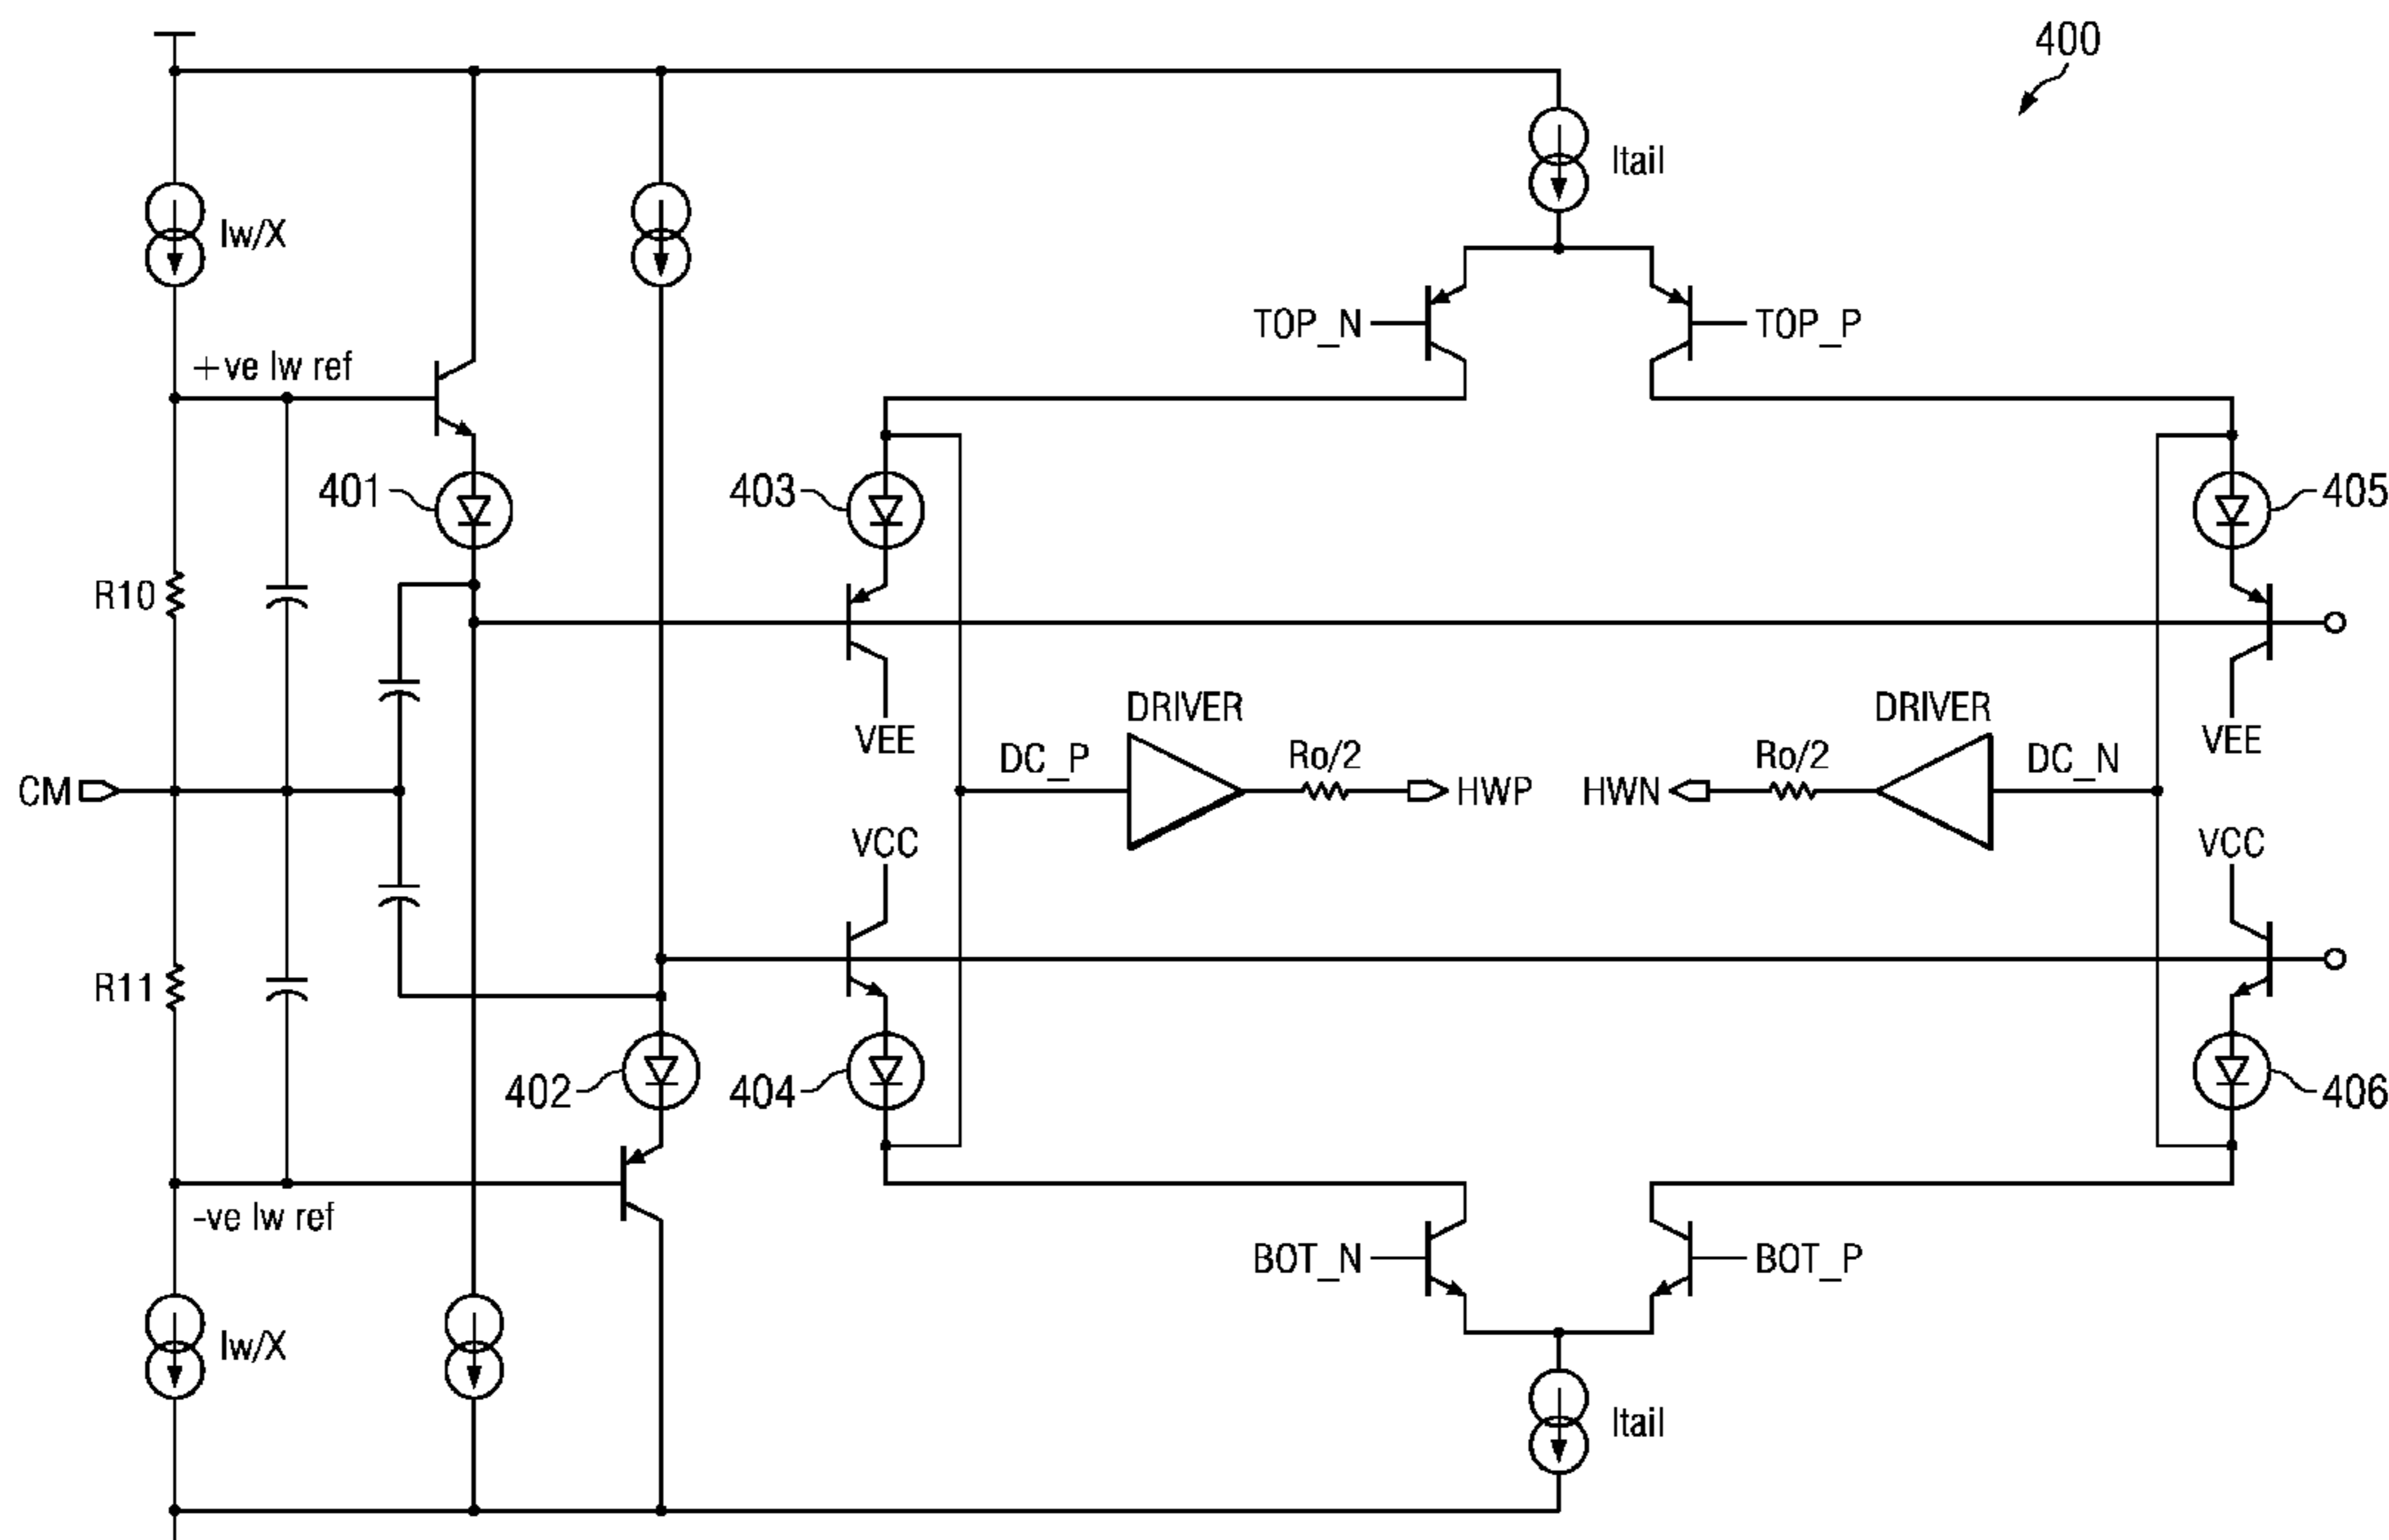 400
Itail
Iw/X
TOP_N
TOP_P
+ve Iw ref
401
403
405
R10
VEE
VEE
DRIVER
DRIVER
CM
DC_P
Ro/2
HWP
HWN
Ro/2
DC_N
VCC
VCC
R11
402
404
406
-ve Iw ref
BOT_N
BOT_P
Iw/X
Itail